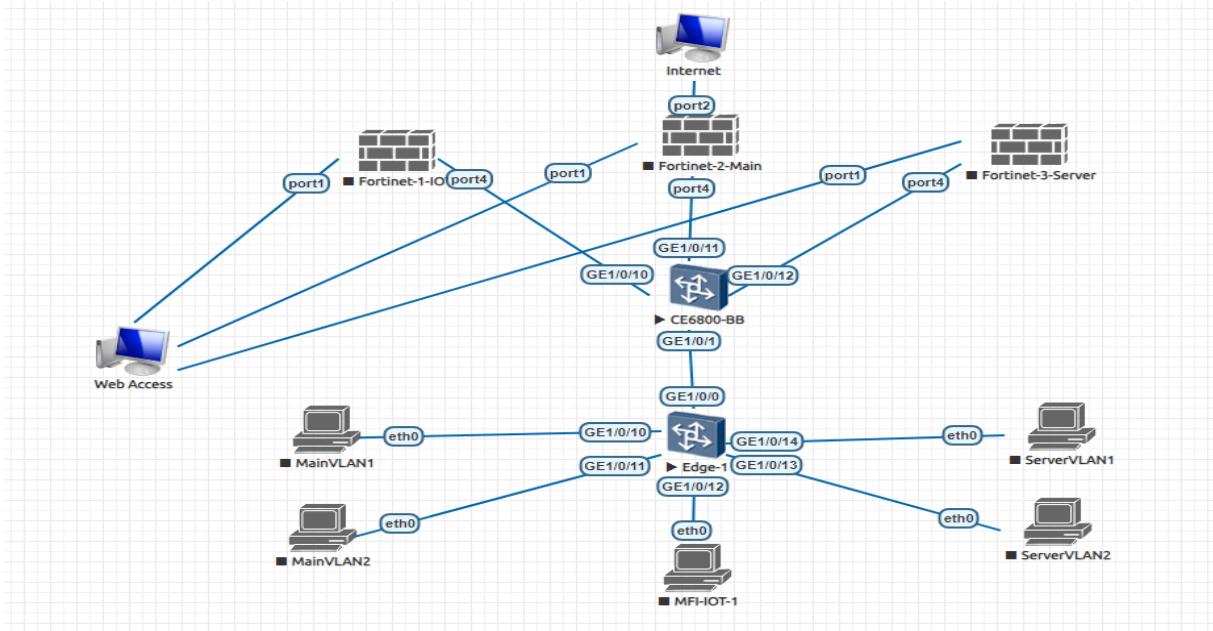 Internet
port2
Fortinet-1-IO
port4
Fortinet-2-Main
Fortinet-3-Server
port1
port1
port1
port4
port4
GE1/0/11
GE1/0/10
GE1/0/12
CE6800-BB
GE1/0/1
Web Access
GE1/0/0
MainVLAN1
eth0
GE1/0/10
GE1/0/14
eth0
ServerVLAN1
GE1/0/11
Edge-1
GE1/0/13
GE1/0/12
MainVLAN2
eth0
eth0
eth0
ServerVLAN2
MFI-IOT-1